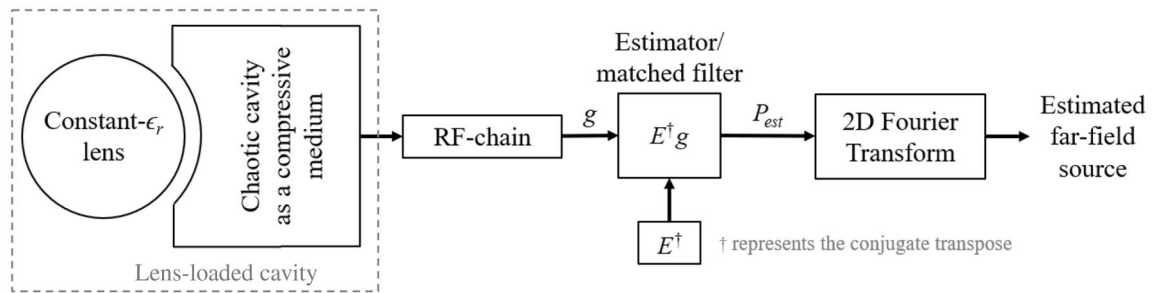 Constant-ϵr
lens
Chaotic cavity
as a compressive
medium
Lens-loaded cavity
RF-chain
g
Estimator/
matched filter
E†g
E†
Pest
2D Fourier
Transform
Estimated
far-field
source
† represents the conjugate transpose